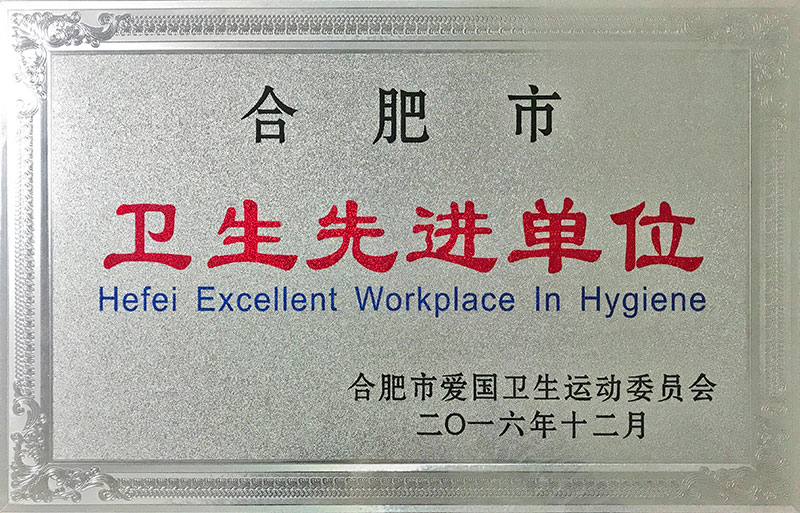 合肥市
卫生先进单位
Hefei Excellent Workplace In Hygiene
合肥市爱国卫生运动委员会
二〇一六年十二月